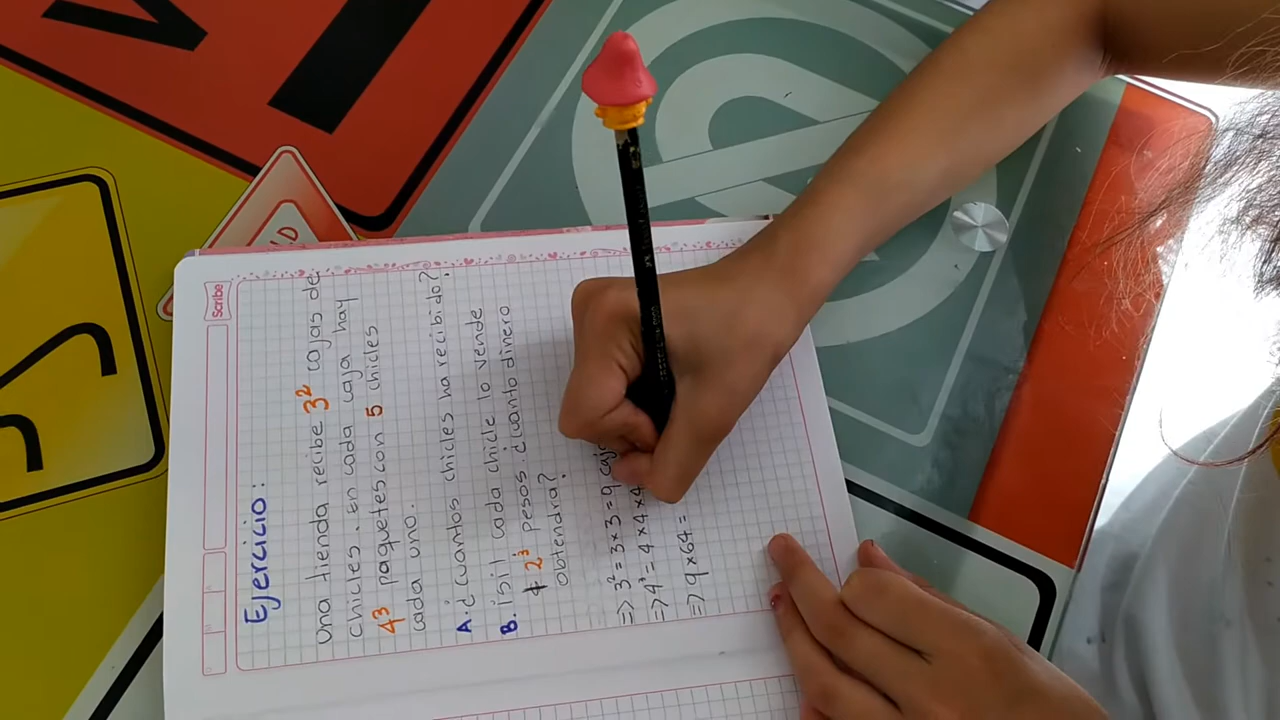 Scribe
Ejercicio:
Una tienda recibe 3² cajas de
chicles. en cada caja hay
4³ paquetes con 5 chicles
cada uno.
A. ¿cuantos chicles ha recibido?
B. ¡si! cada chicle lo vende
2³ pesos ¿cuanto dinero
obtendra?
=> 3² = 3 x 3 = 9
=> 4³ = 4 x 4 x 4
=> 9 x 64 =